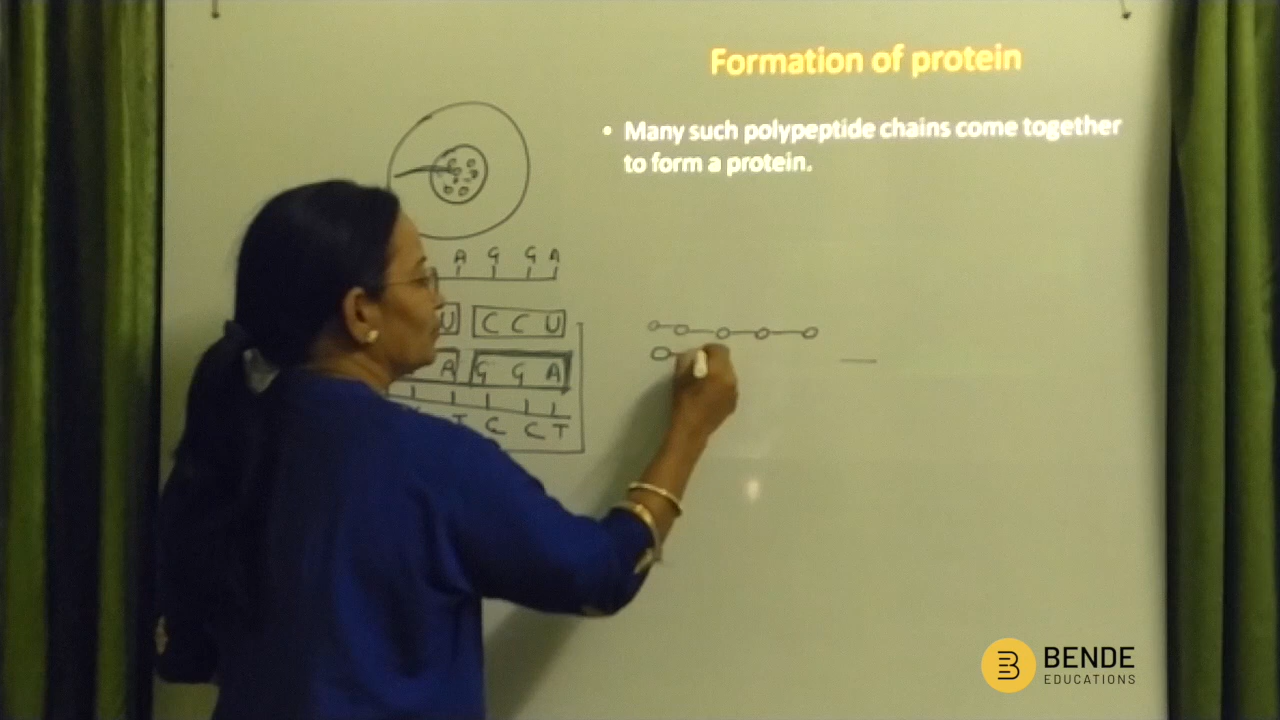 Formation of protein
• Many such polypeptide chains come together
to form a protein.
A G G A
U C C U
A G G A
T C C T
BENDE
EDUCATIONS